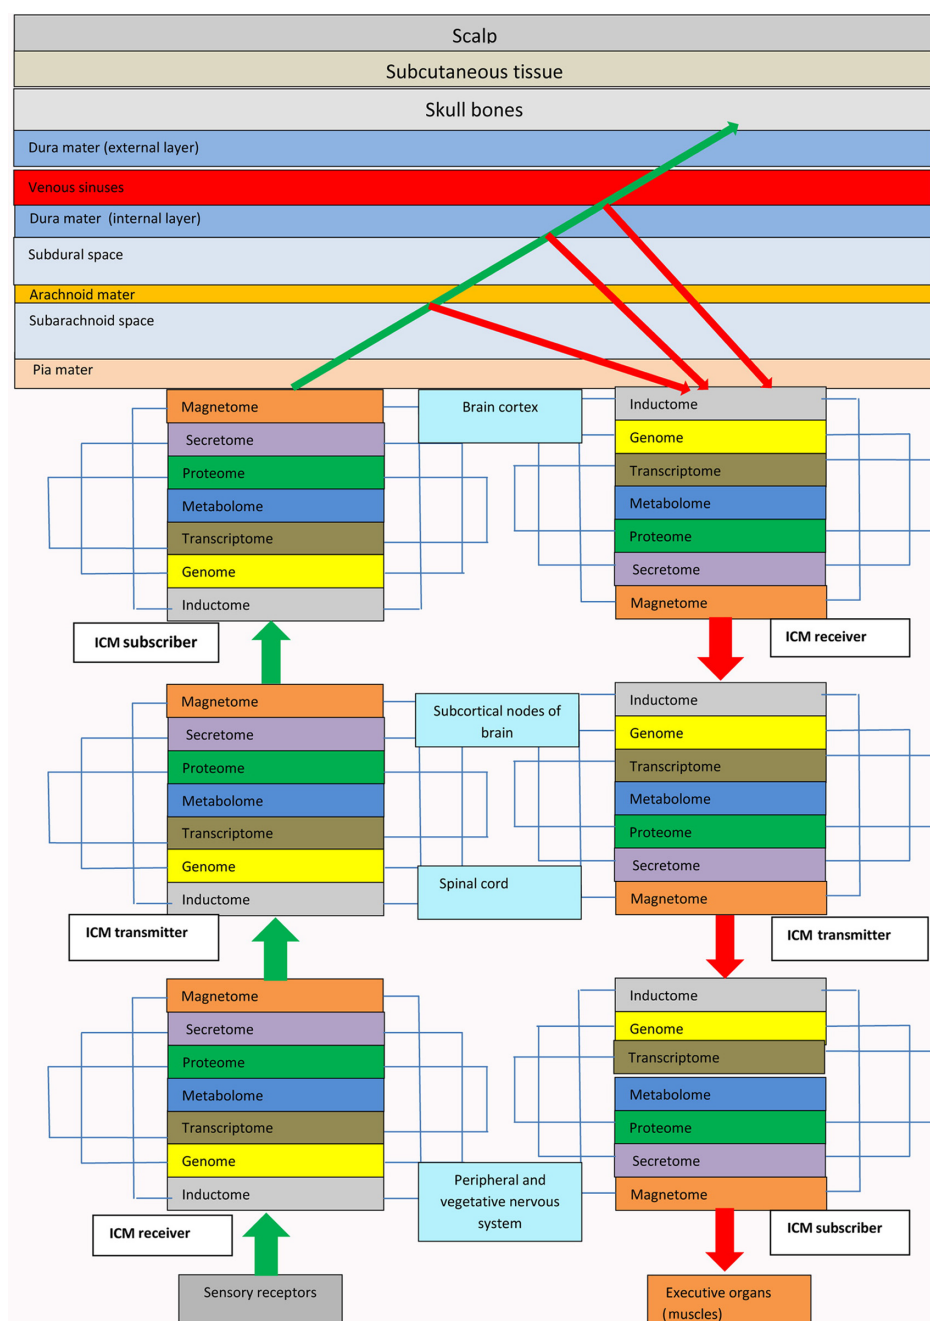 Scalp
Subcutaneous tissue
Skull bones
Dura mater (external layer)
Venous sinuses
Dura mater (internal layer)
Subdural space
Arachnoid mater
Subarachnoid space
Pia mater
Magnetome
Secretome
Proteome
Metabolome
Transcriptome
Genome
Inductome
ICM subscriber
Brain cortex
Inductome
Genome
Transcriptome
Metabolome
Proteome
Secretome
Magnetome
ICM receiver
Magnetome
Secretome
Proteome
Metabolome
Transcriptome
Genome
Inductome
ICM transmitter
Subcortical nodes of
brain
Spinal cord
Inductome
Genome
Transcriptome
Metabolome
Proteome
Secretome
Magnetome
ICM transmitter
Magnetome
Secretome
Proteome
Metabolome
Transcriptome
Genome
Inductome
ICM receiver
Peripheral and
vegetative nervous
system
Inductome
Genome
Transcriptome
Metabolome
Proteome
Secretome
Magnetome
ICM subscriber
Sensory receptors
Executive organs
(muscles)